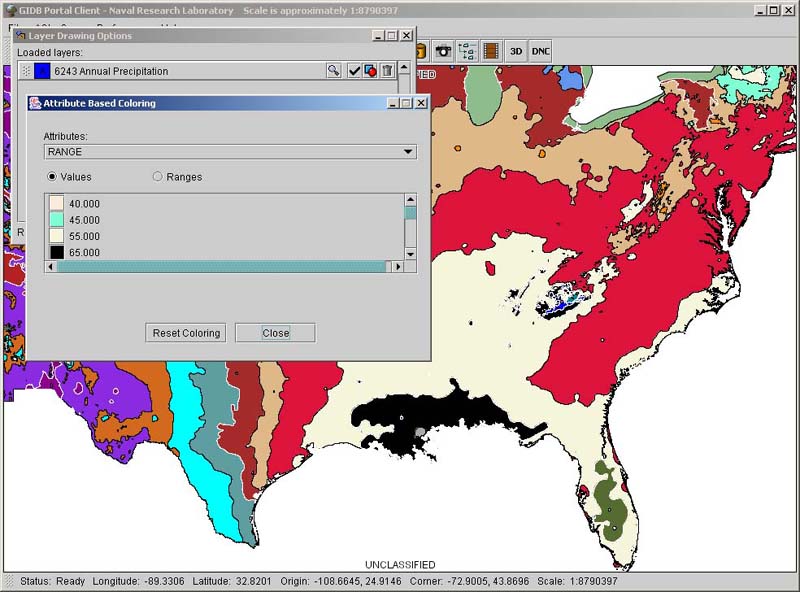 GIDB Portal Client - Naval Research Laboratory Scale is approximately 1:8790397
Layer Drawing Options
Loaded layers:
6243 Annual Precipitation
3D DNC
Attribute Based Coloring
Attributes:
RANGE
Values Ranges
40.000
45.000
55.000
65.000
Reset Coloring Close
UNCLASSIFIED
Status: Ready Longitude: -89.3306 Latitude: 32.8201 Origin: -108.6645, 24.9146 Corner: -72.9005, 43.8696 Scale: 1:8790397